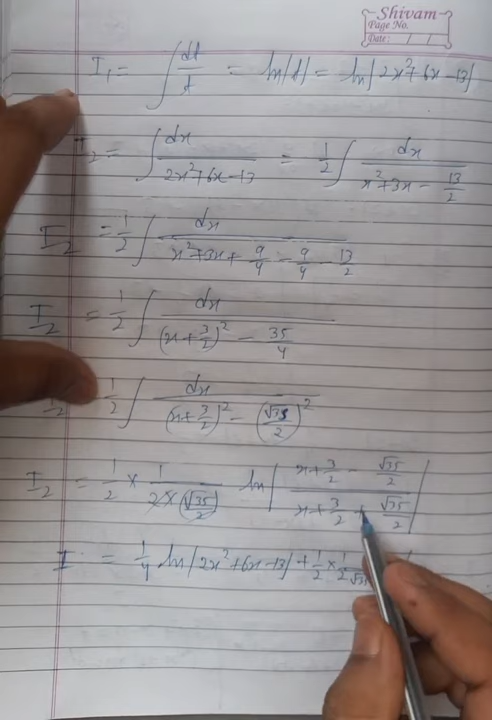 Shivam
Page No.
Date: / /
I₁ = ∫ dt/t = ln|t| = ln|2x²+6x-13|
I₂ = ∫ dx/(2x²+6x-13) = 1/2 ∫ dx/(x²+3x - 13/2)
I₂ = 1/2 ∫ dx/(x²+3x+ 9/4 - 9/4 - 13/2)
I₂ = 1/2 ∫ dx/((x+3/2)² - 35/4)
I₂ = 1/2 ∫ dx/((x+3/2)² - (√35/2)²)
I₂ = 1/2 × 1/(2×(√35/2)) ln|(x+3/2 - √35/2)/(x+3/2 + √35/2)|
I = 1/4 ln|2x²+6x-13| + 1/2 × 1/2√35